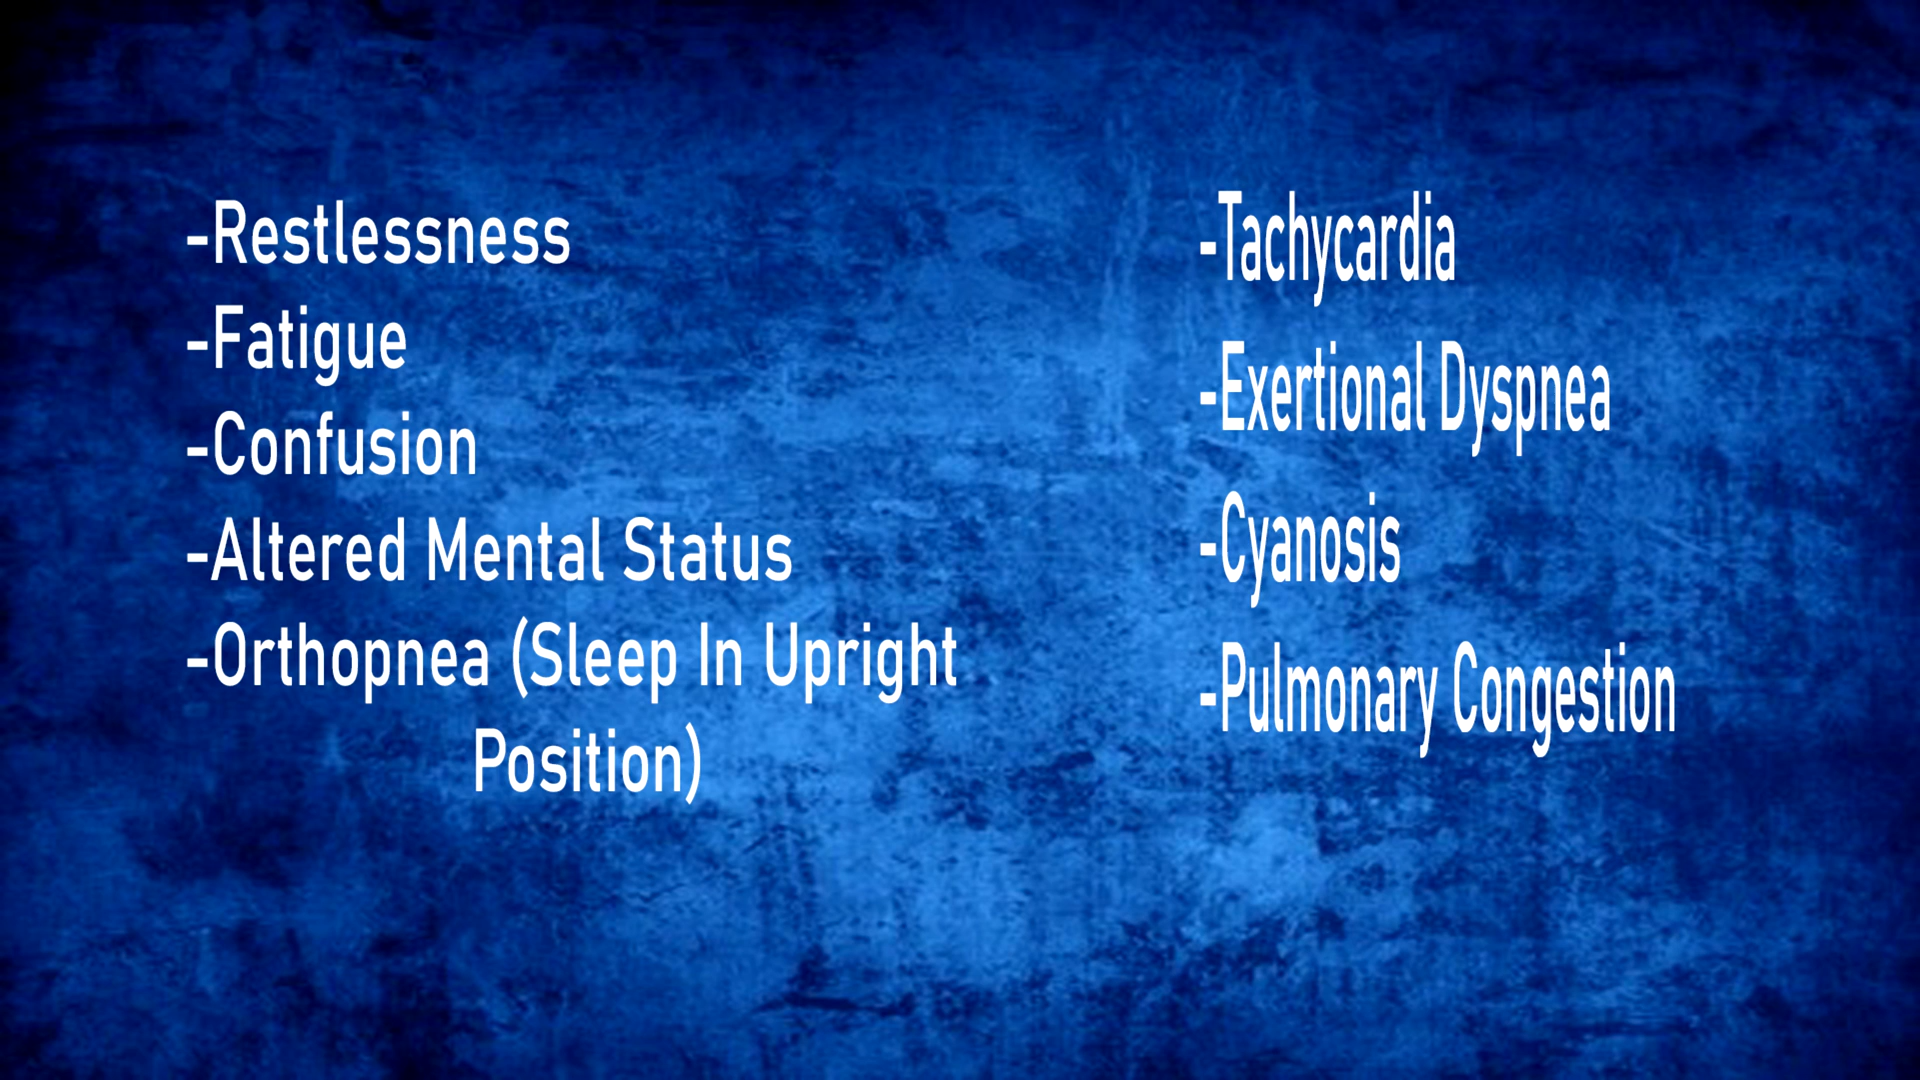 -Restlessness
-Fatigue
-Confusion
-Altered Mental Status
-Orthopnea (Sleep In Upright
Position)
-Tachycardia
-Exertional Dyspnea
-Cyanosis
-Pulmonary Congestion